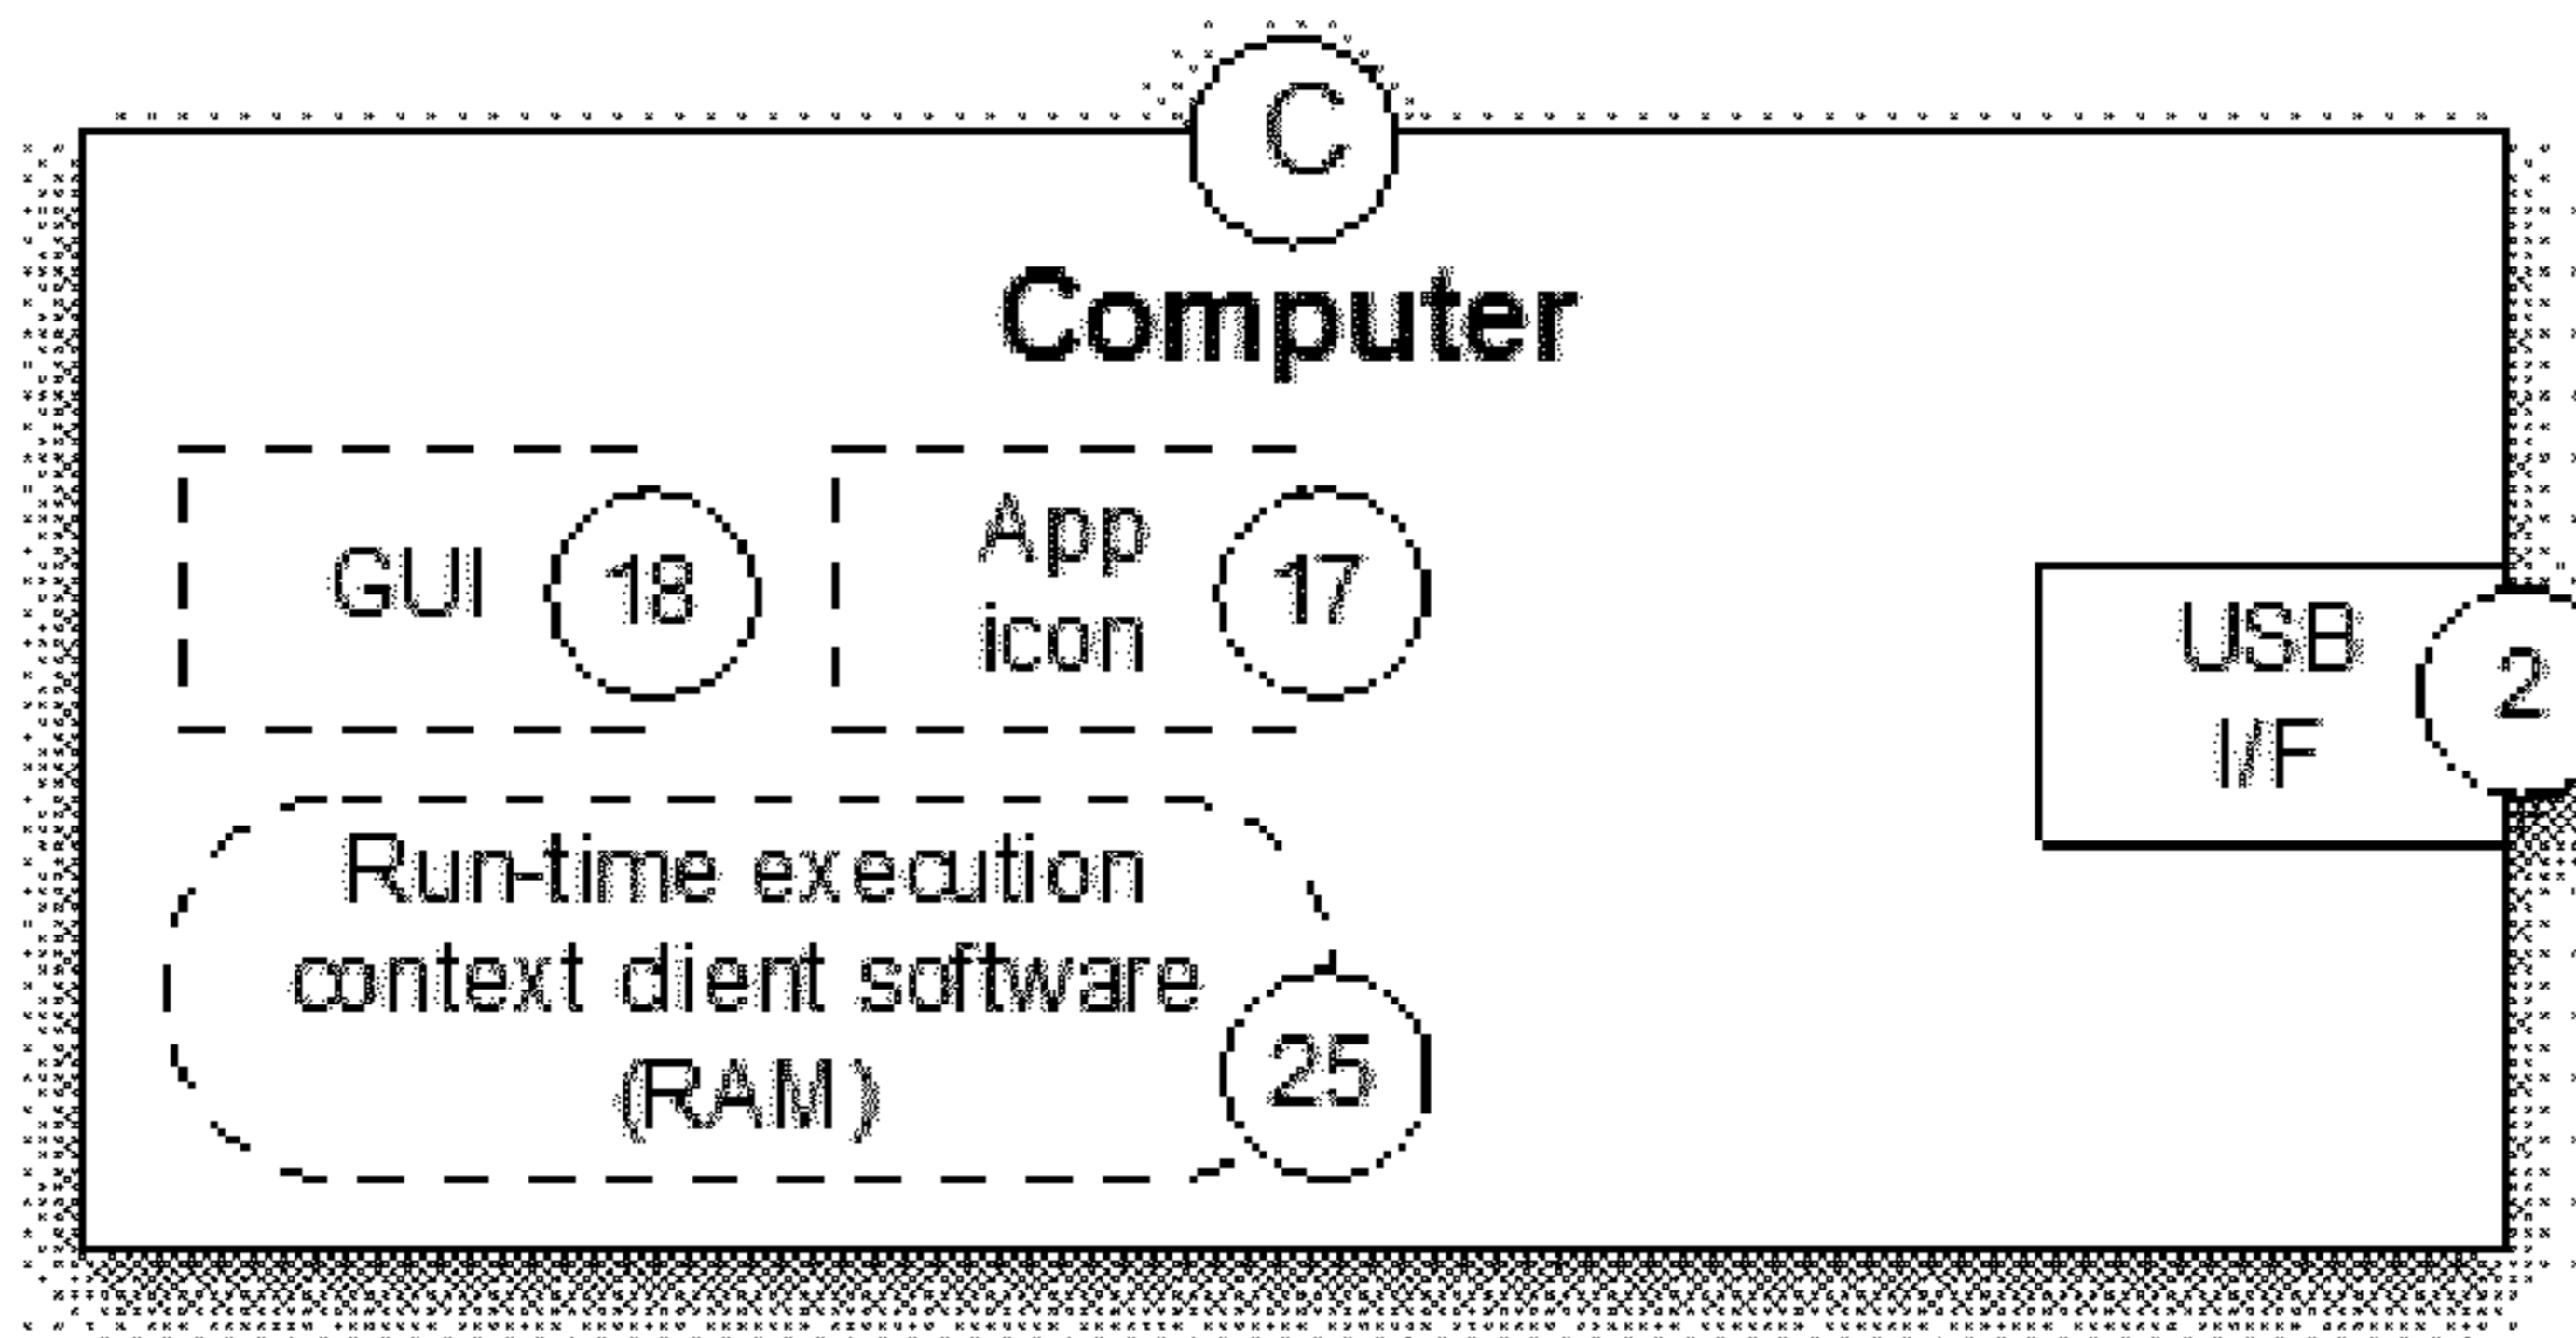 C
Computer
GUI
18
App
icon
17
USB
I/F
2
Run-time execution
context client software
(RAM)
25